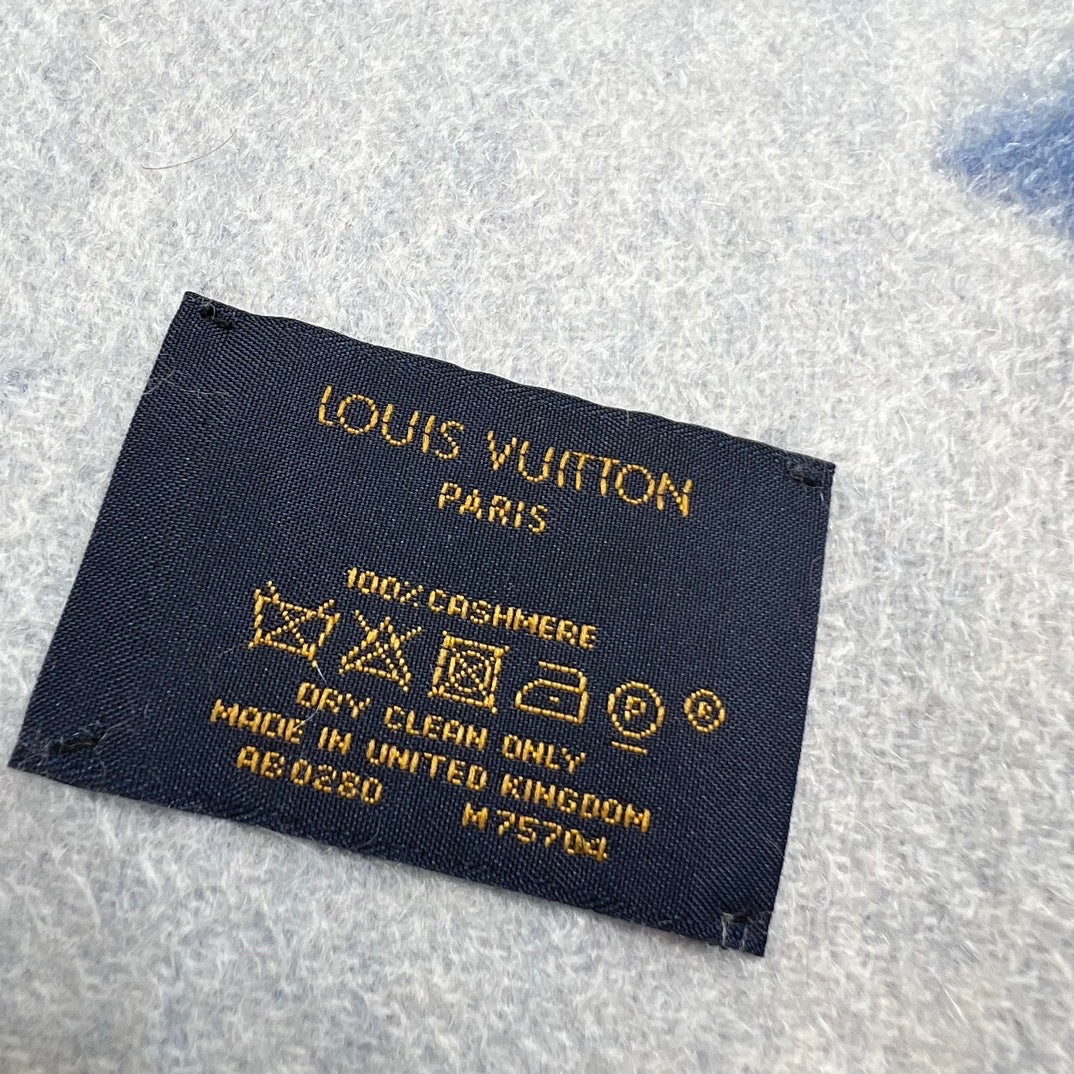 LOUIS VUITTON
PARIS
100% CASHMERE
P ®
DRY CLEAN ONLY
MADE IN UNITED KINGDOM
AB0280 M75704